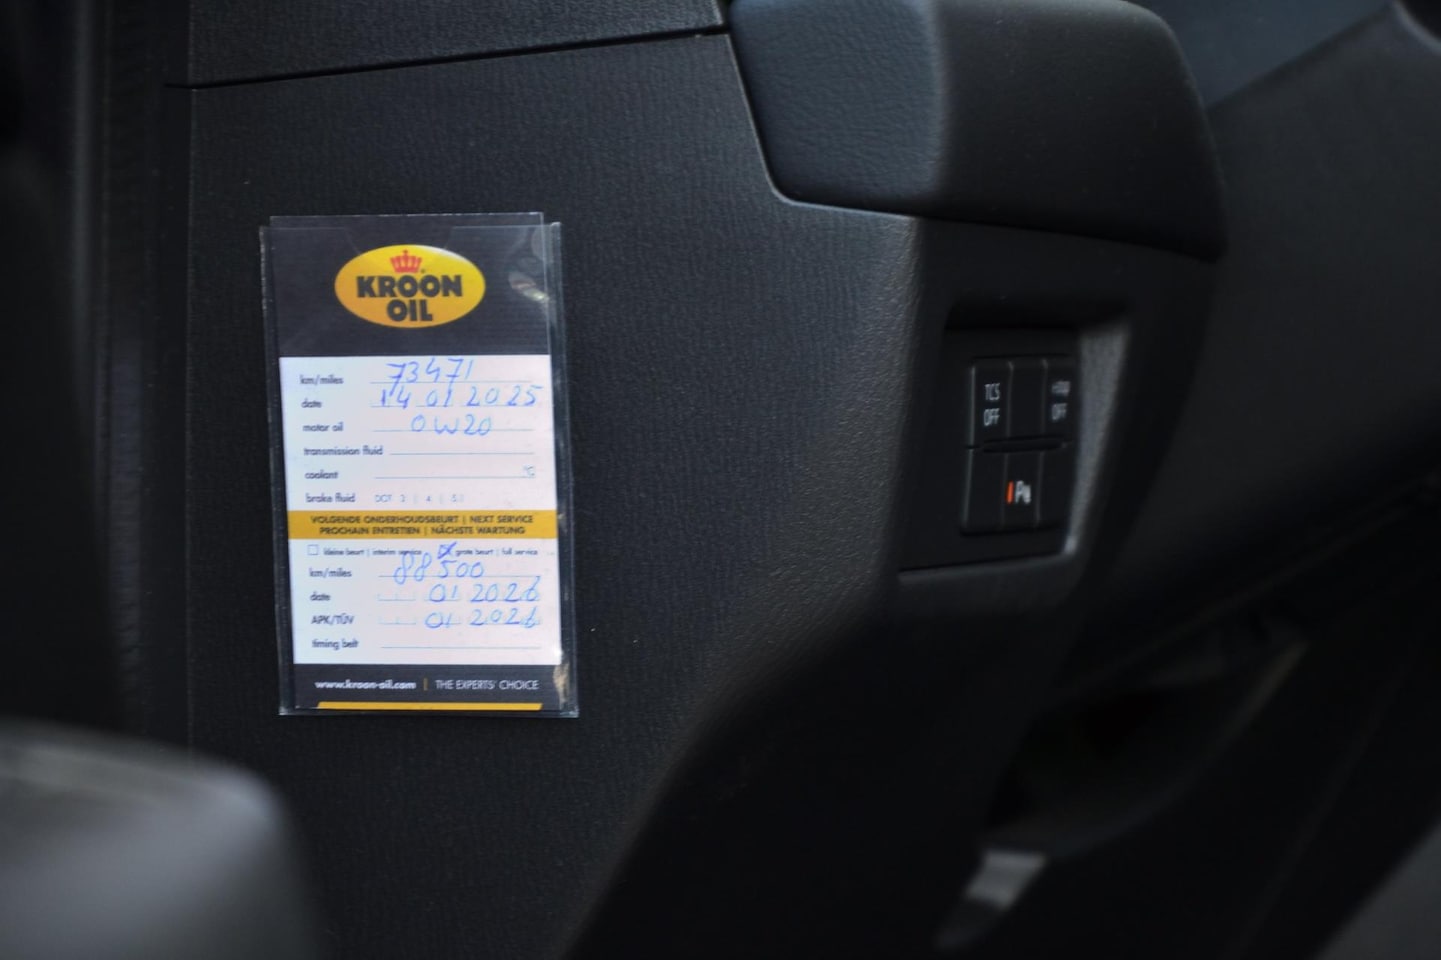 KROON
OIL
km/miles 73471
date 14 01 2025
motor oil 0W20
transmission fluid
coolant °C
brake fluid DOT 3 | 4 | 5.1
VOLGENDE ONDERHOUDSBEURT | NEXT SERVICE
PROCHAIN ENTRETIEN | NÄCHSTE WARTUNG
kleine beurt | interim service grote beurt | full service
km/miles 88500
date 01 2026
APK/TÜV 01 2026
timing belt
www.kroon-oil.com | THE EXPERTS' CHOICE
TCS
OFF
OFF